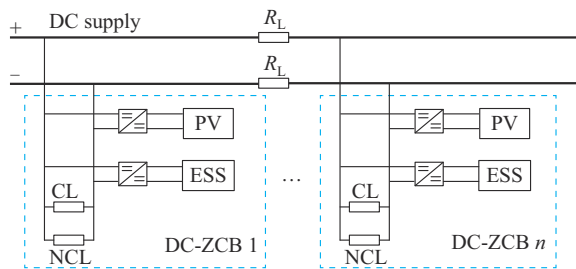 + DC supply R_L
− R_L
PV PV
ESS ESS
CL ... CL
NCL DC-ZCB 1 NCL DC-ZCB n